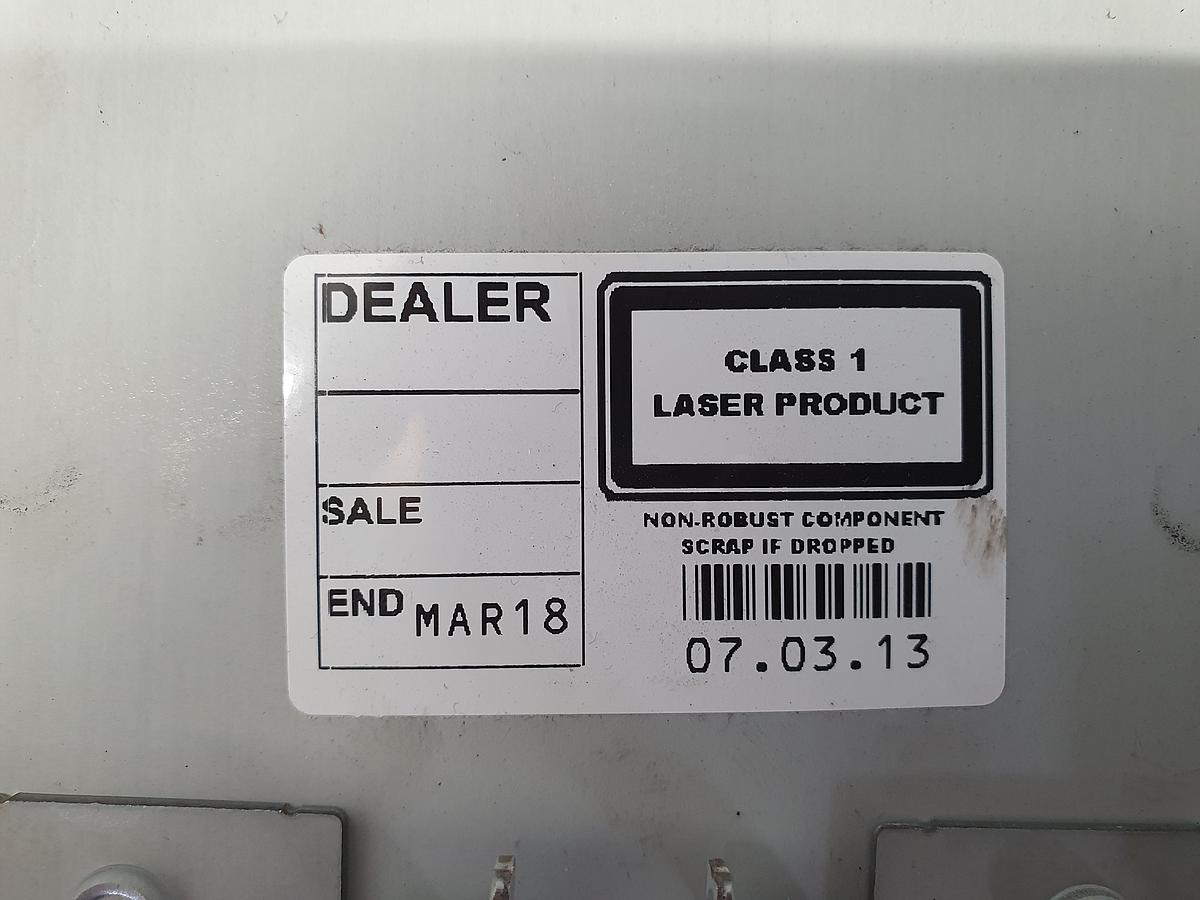 DEALER
SALE
END MAR18
CLASS 1
LASER PRODUCT
NON-ROBUST COMPONENT
SCRAP IF DROPPED
07.03.13